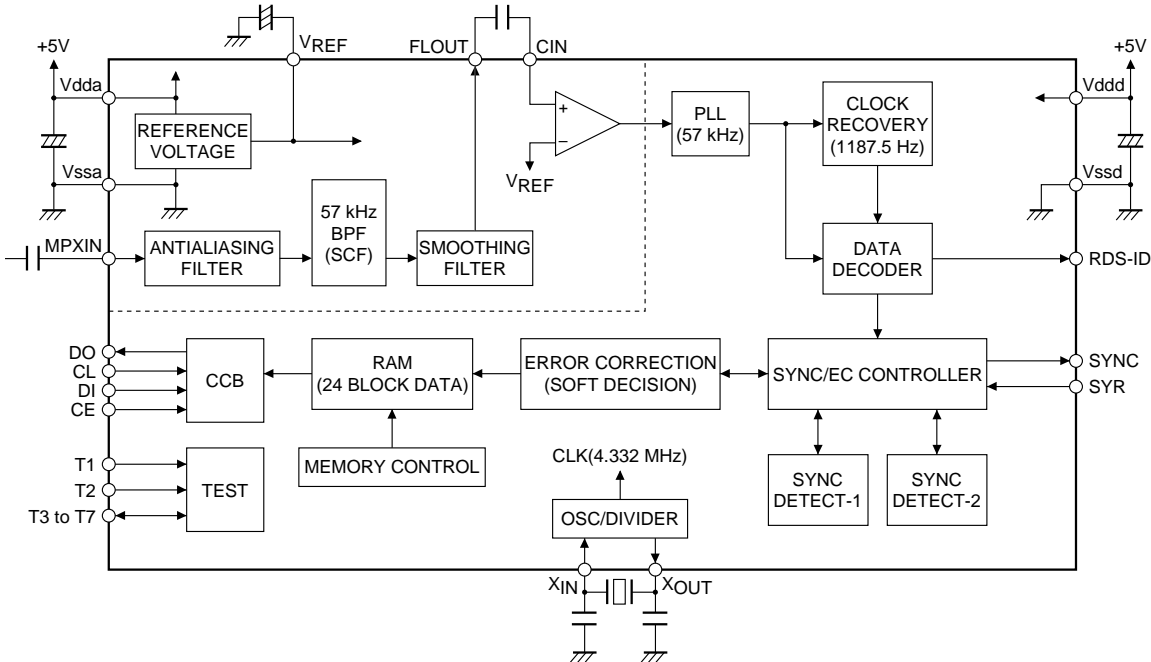 +5V
VREF
FLOUT
CIN
+5V
Vdda
Vddd
REFERENCE
VOLTAGE
+
−
VREF
PLL
(57 kHz)
CLOCK
RECOVERY
(1187.5 Hz)
Vssa
Vssd
MPXIN
ANTIALIASING
FILTER
57 kHz
BPF
(SCF)
SMOOTHING
FILTER
DATA
DECODER
RDS-ID
DO
CL
DI
CE
CCB
RAM
(24 BLOCK DATA)
ERROR CORRECTION
(SOFT DECISION)
SYNC/EC CONTROLLER
SYNC
SYR
MEMORY CONTROL
T1
T2
T3 to T7
TEST
CLK(4.332 MHz)
OSC/DIVIDER
SYNC
DETECT-1
SYNC
DETECT-2
XIN
XOUT